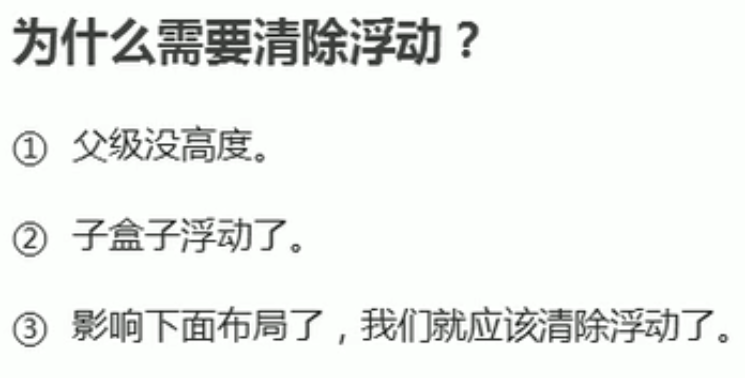 为什么需要清除浮动？
① 父级没高度。
② 子盒子浮动了。
③ 影响下面布局了，我们就应该清除浮动了。